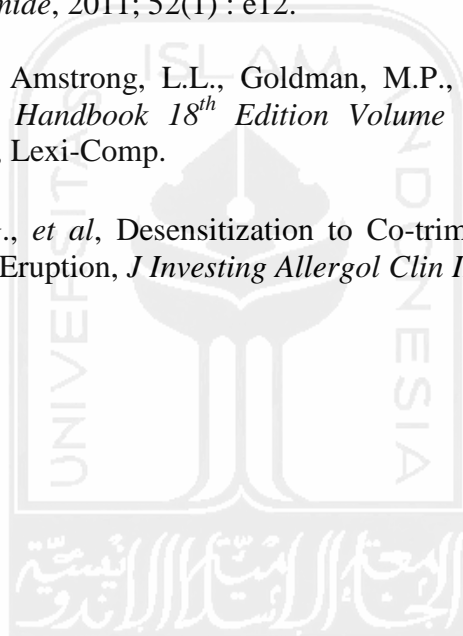 mide, 2011; 52(1) : e12.
Amstrong, L.L., Goldman, M.P.,
Handbook 18th Edition Volume
, Lexi-Comp.
., et al, Desensitization to Co-trim
Eruption, J Investing Allergol Clin I
ISLAM
UNIVERSITAS
INDONESIA